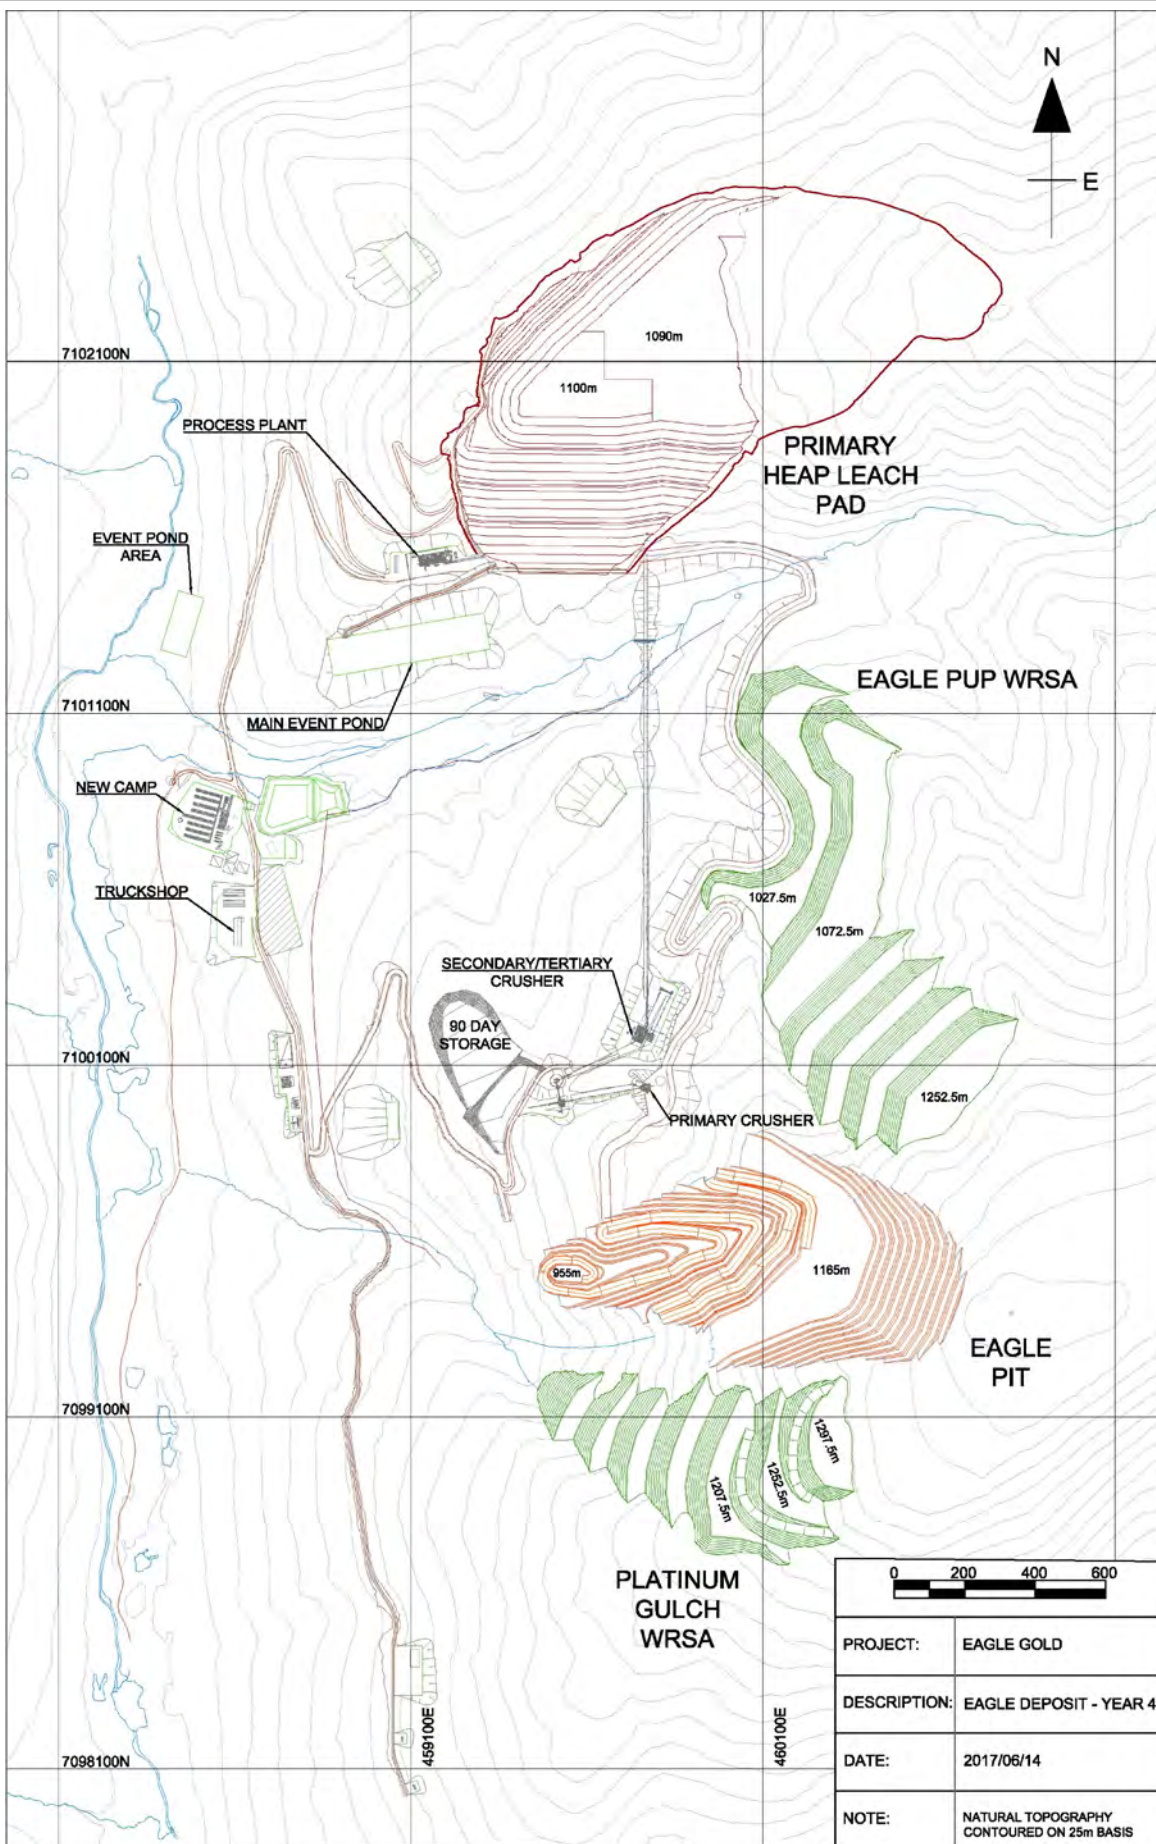 N
E
7102100N
1090m
1100m
PROCESS PLANT
PRIMARY
HEAP LEACH
PAD
EVENT POND
AREA
EAGLE PUP WRSA
7101100N
MAIN EVENT POND
NEW CAMP
TRUCKSHOP
1027.5m
1072.5m
SECONDARY/TERTIARY
CRUSHER
90 DAY
STORAGE
7100100N
1252.5m
PRIMARY CRUSHER
955m
1165m
EAGLE
PIT
7099100N
1297.5m
1252.5m
1207.5m
PLATINUM
GULCH
WRSA
459100E
460100E
7098100N
0 200 400 600
PROJECT: EAGLE GOLD
DESCRIPTION: EAGLE DEPOSIT - YEAR 4
DATE: 2017/06/14
NOTE: NATURAL TOPOGRAPHY
CONTOURED ON 25m BASIS